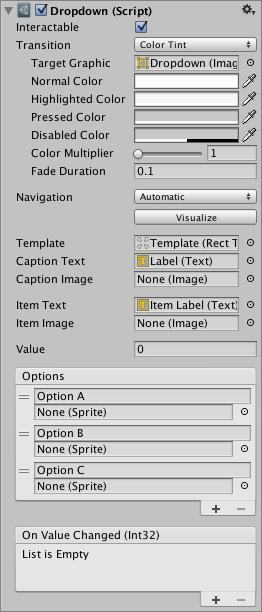 Dropdown (Script)
Interactable
Transition Color Tint
Target Graphic Dropdown (Imag
Normal Color
Highlighted Color
Pressed Color
Disabled Color
Color Multiplier 1
Fade Duration 0.1
Navigation Automatic
Visualize
Template Template (Rect T
Caption Text Label (Text)
Caption Image None (Image)
Item Text Item Label (Text)
Item Image None (Image)
Value 0
Options
Option A
None (Sprite)
Option B
None (Sprite)
Option C
None (Sprite)
+ −
On Value Changed (Int32)
List is Empty
+ −